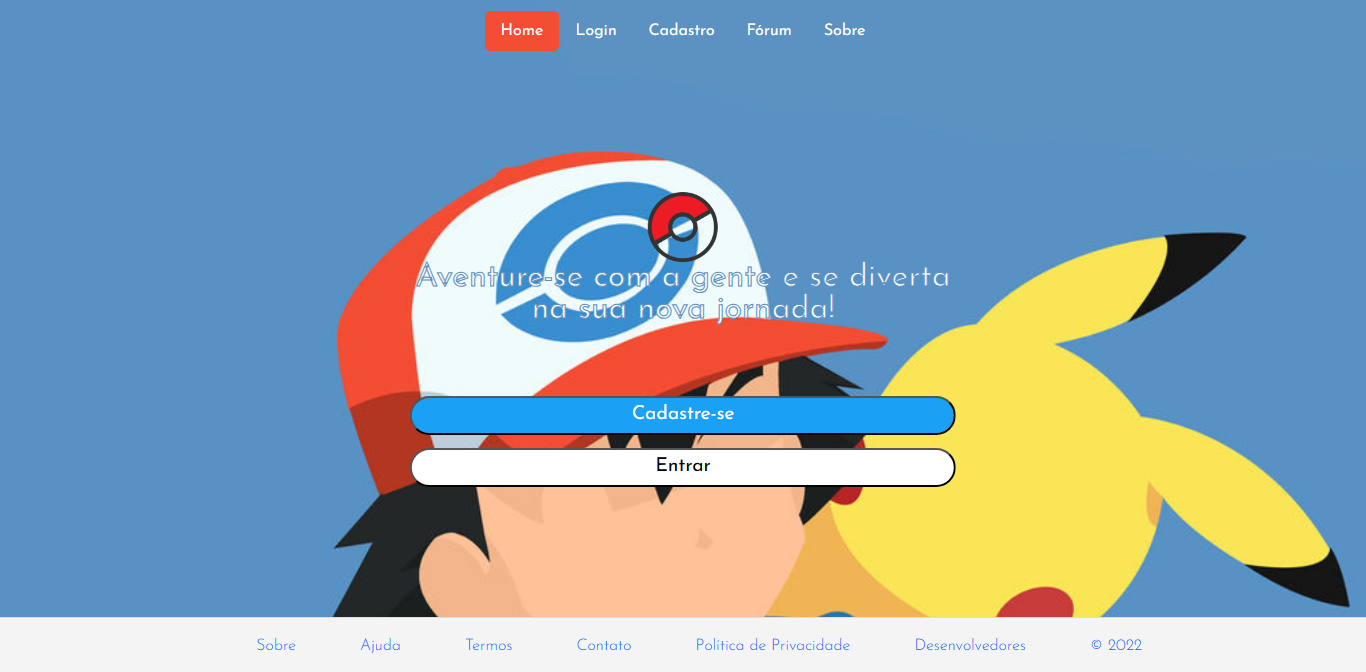 Home Login Cadastro Fórum Sobre
Aventure-se com a gente e se diverta
na sua nova jornada!
Cadastre-se
Entrar
Sobre Ajuda Termos Contato Política de Privacidade Desenvolvedores © 2022